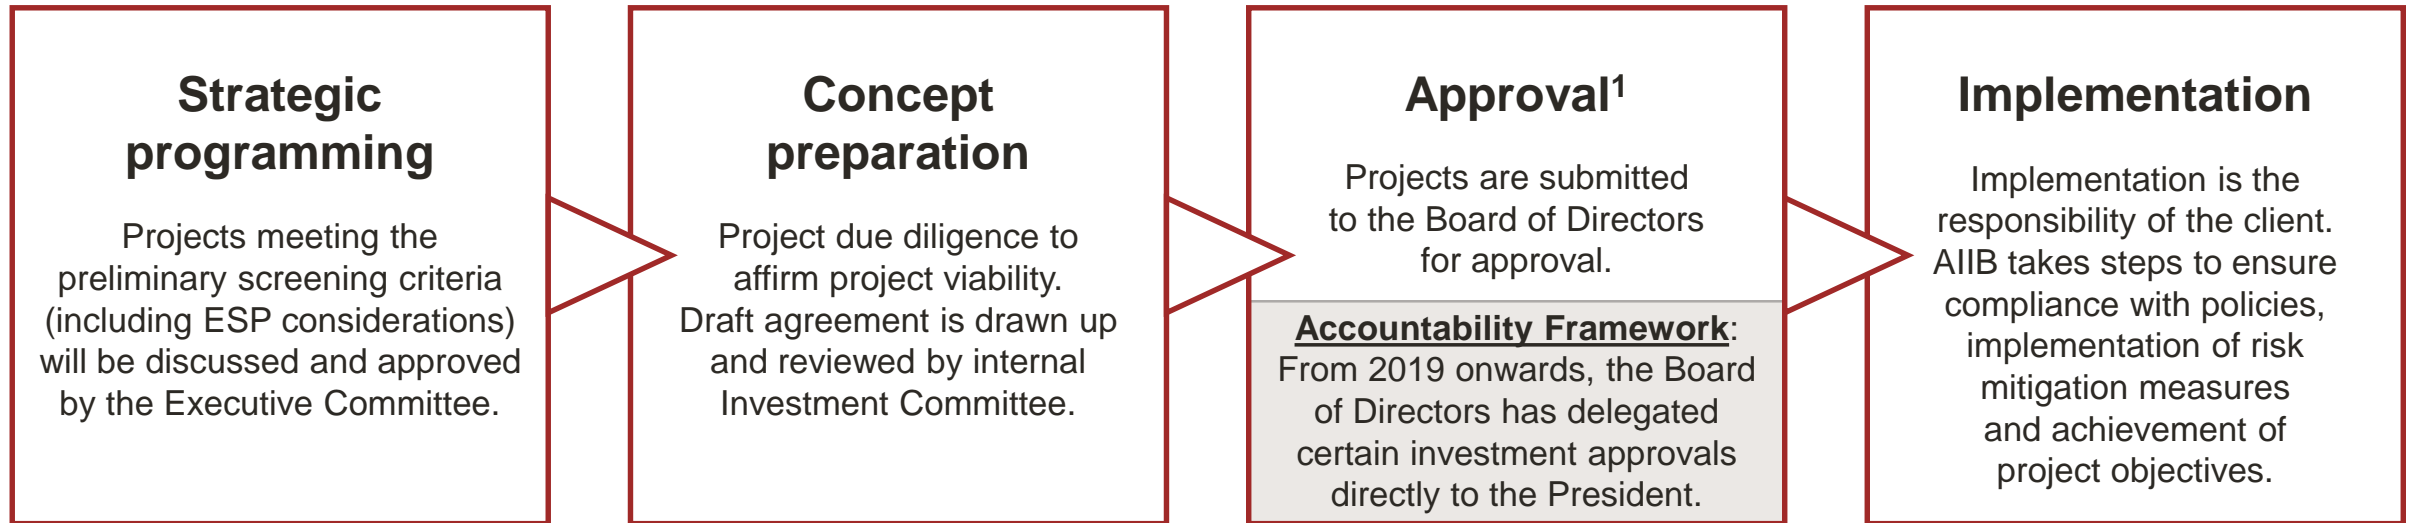 Strategic
programming
Projects meeting the
preliminary screening criteria
(including ESP considerations)
will be discussed and approved
by the Executive Committee.
Concept
preparation
Project due diligence to
affirm project viability.
Draft agreement is drawn up
and reviewed by internal
Investment Committee.
Approval¹
Projects are submitted
to the Board of Directors
for approval.
Accountability Framework:
From 2019 onwards, the Board
of Directors has delegated
certain investment approvals
directly to the President.
Implementation
Implementation is the
responsibility of the client.
AIIB takes steps to ensure
compliance with policies,
implementation of risk
mitigation measures
and achievement of
project objectives.